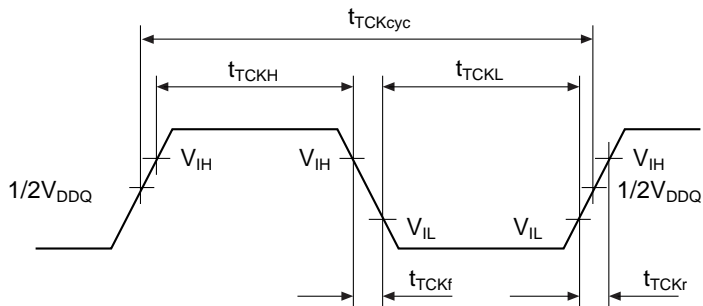 tTCKcyc
tTCKH
tTCKL
VIH
VIH
VIH
1/2VDDQ
1/2VDDQ
VIL
VIL
tTCKf
tTCKr